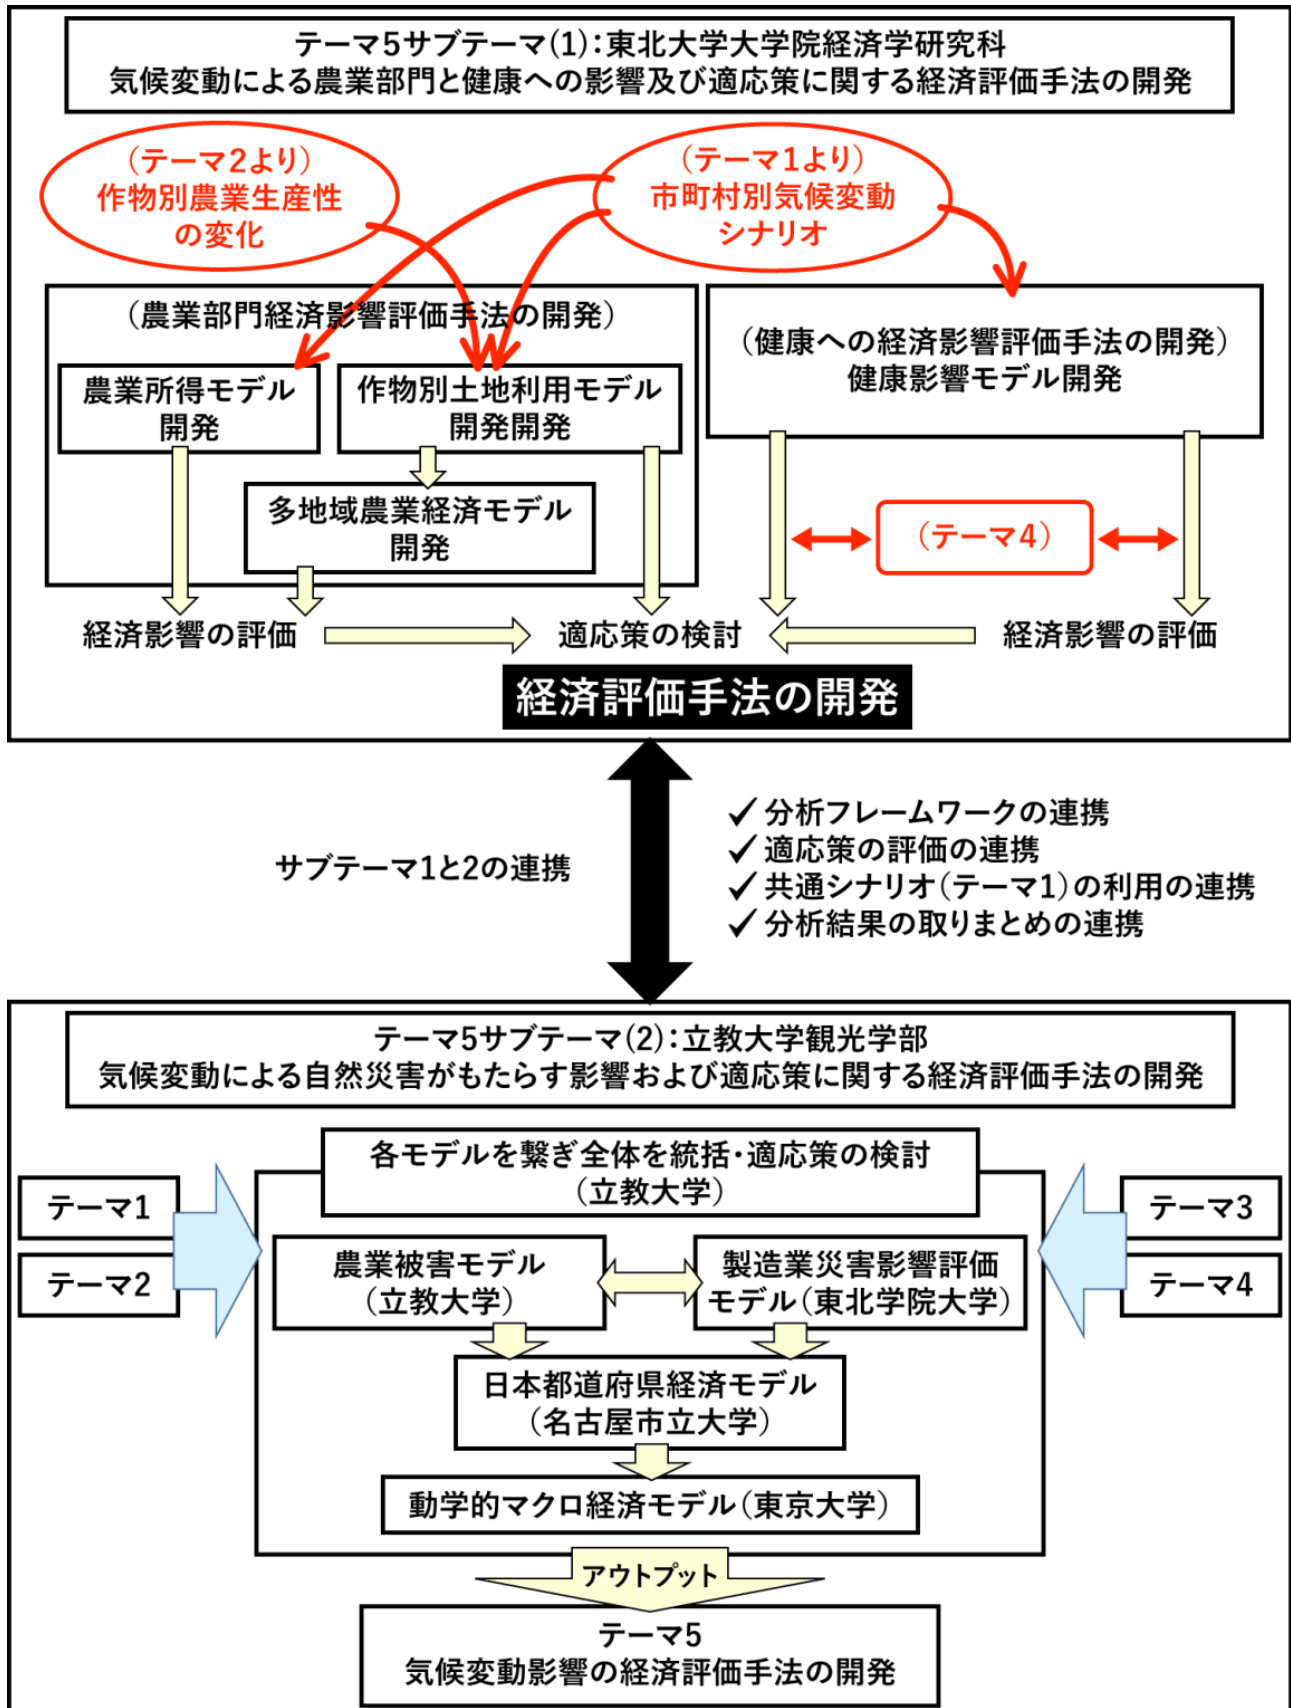 テーマ5サブテーマ(1)：東北大学大学院経済学研究科
気候変動による農業部門と健康への影響及び適応策に関する経済評価手法の開発
（テーマ2より）
作物別農業生産性
の変化
（テーマ1より）
市町村別気候変動
シナリオ
（農業部門経済影響評価手法の開発）
農業所得モデル
開発
作物別土地利用モデル
開発開発
多地域農業経済モデル
開発
（健康への経済影響評価手法の開発）
健康影響モデル開発
（テーマ4）
経済影響の評価
適応策の検討
経済影響の評価
経済評価手法の開発
サブテーマ1と2の連携
✓ 分析フレームワークの連携
✓ 適応策の評価の連携
✓ 共通シナリオ（テーマ1）の利用の連携
✓ 分析結果の取りまとめの連携
テーマ5サブテーマ(2)：立教大学観光学部
気候変動による自然災害がもたらす影響および適応策に関する経済評価手法の開発
各モデルを繋ぎ全体を統括・適応策の検討
（立教大学）
テーマ1
テーマ2
テーマ3
テーマ4
農業被害モデル
（立教大学）
製造業災害影響評価
モデル（東北学院大学）
日本都道府県経済モデル
（名古屋市立大学）
動学的マクロ経済モデル（東京大学）
アウトプット
テーマ5
気候変動影響の経済評価手法の開発